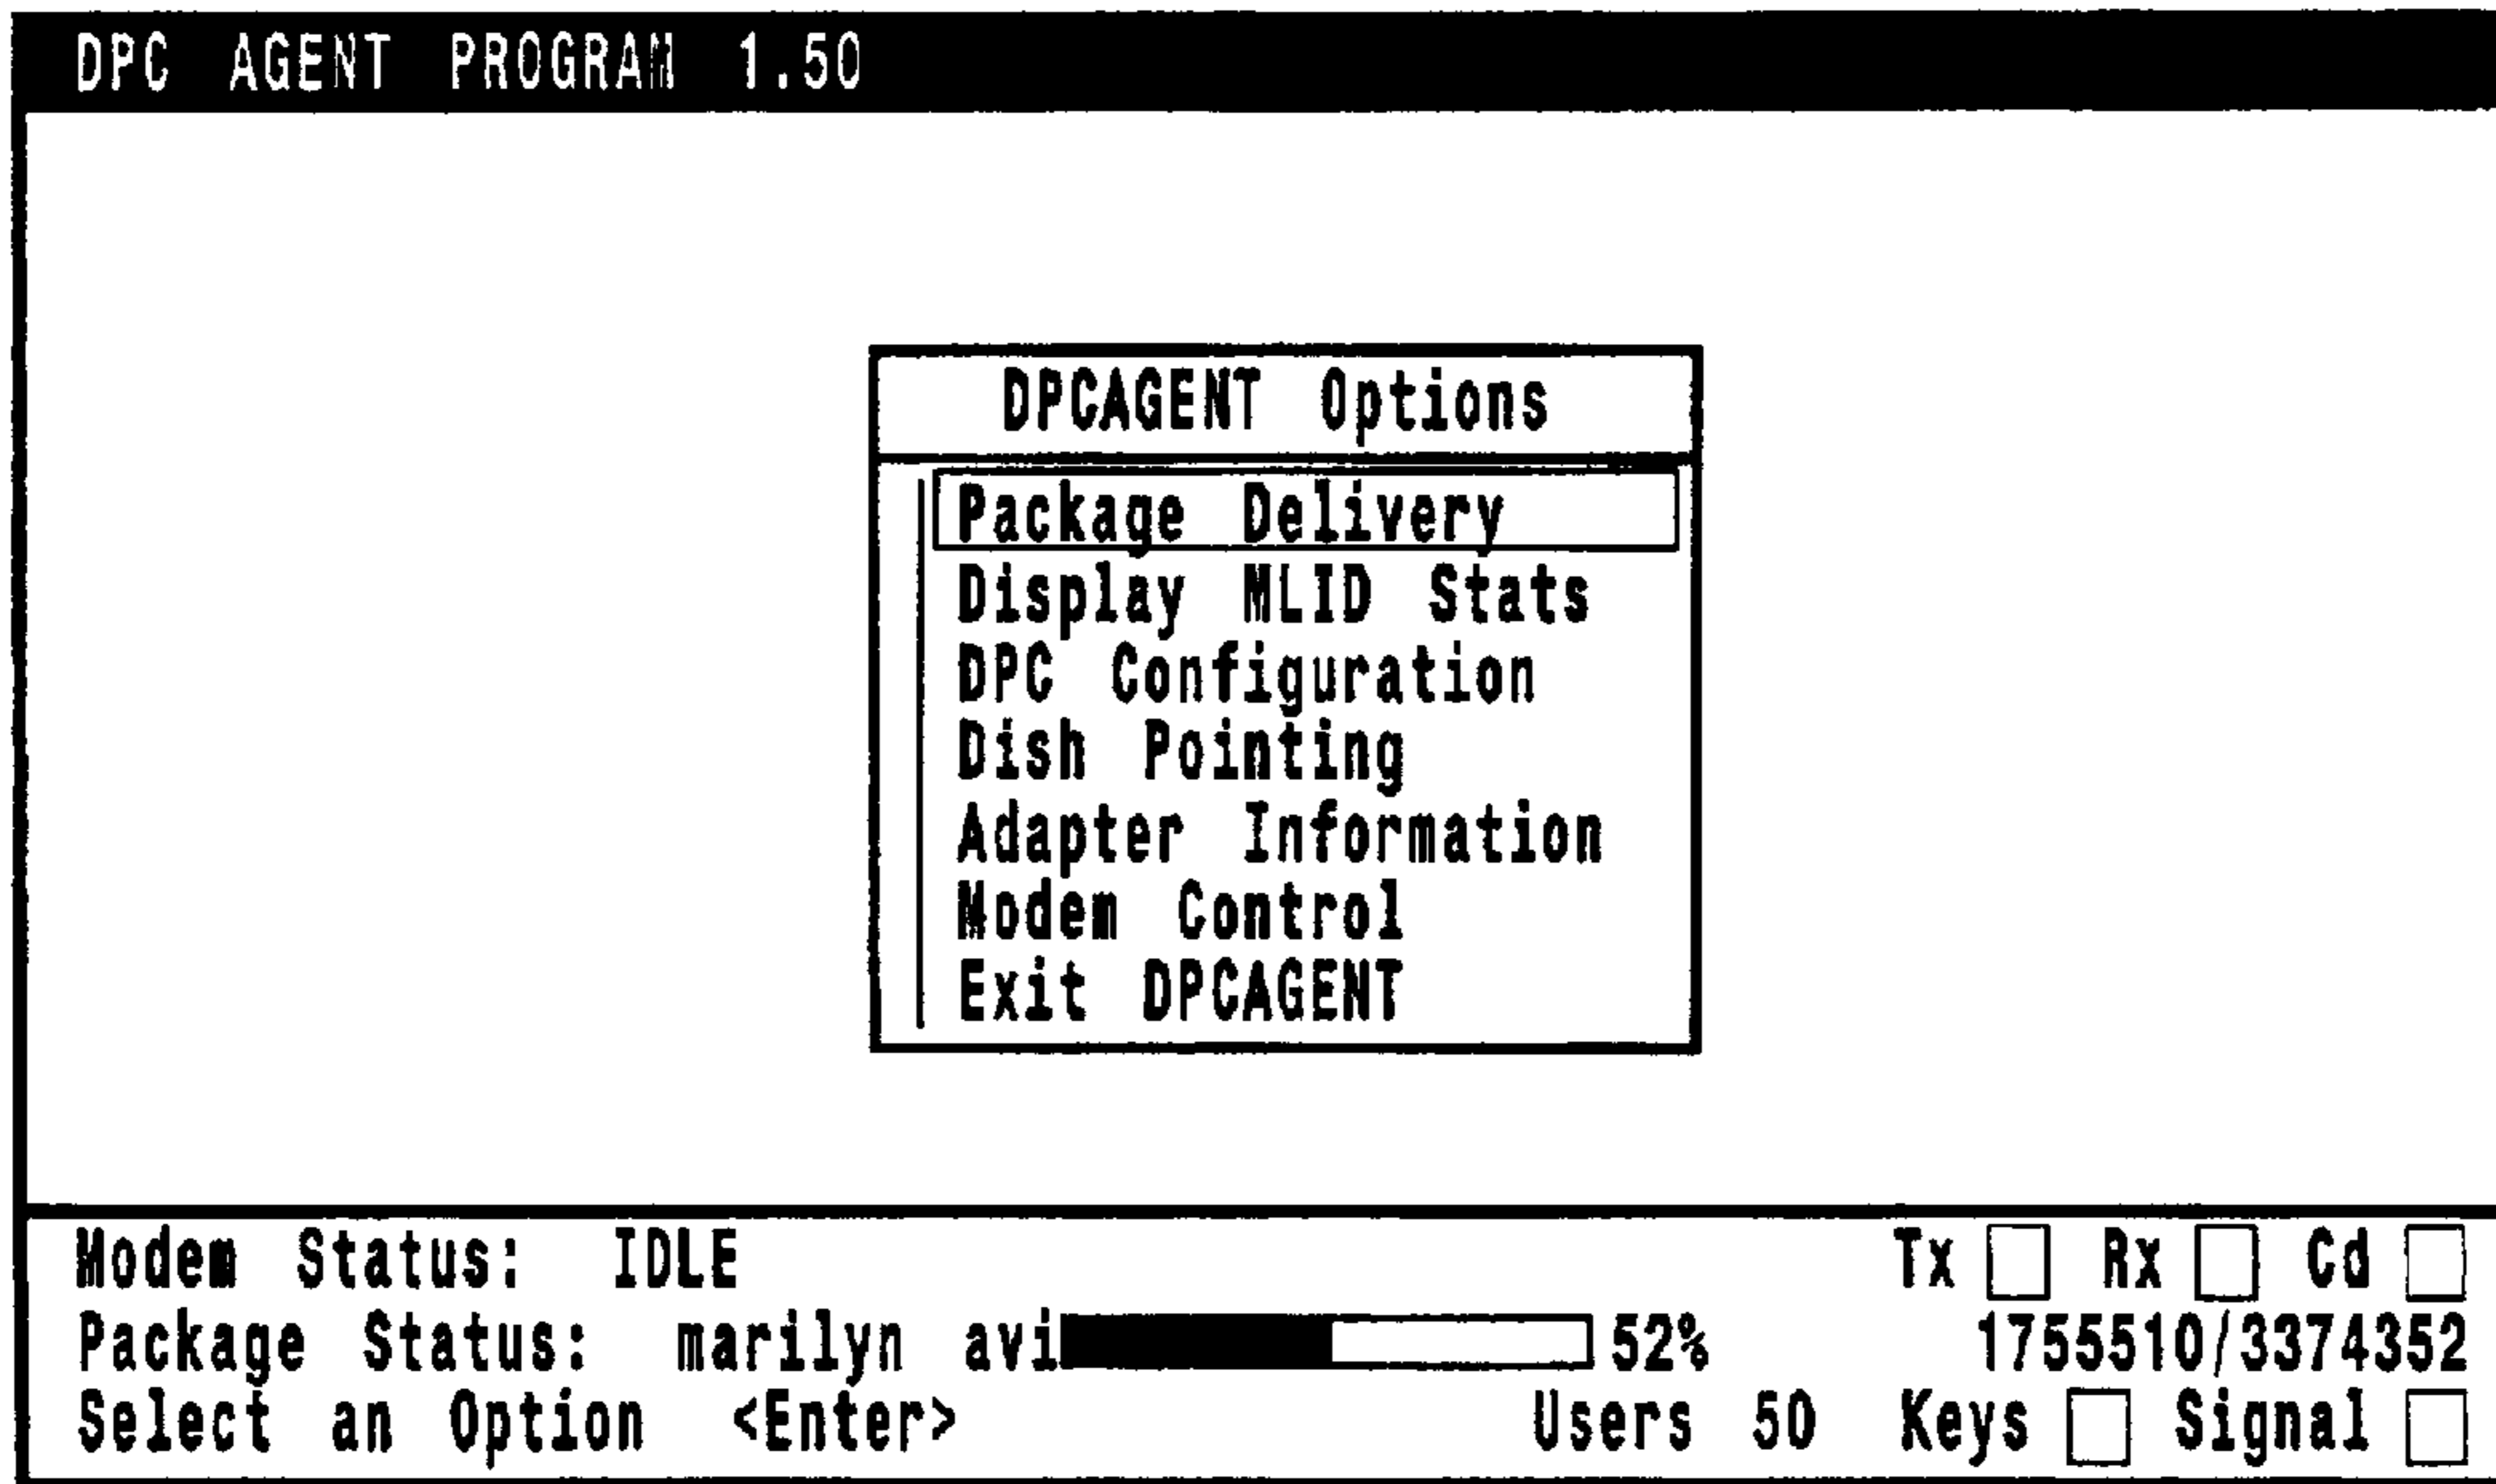 DPC AGENT PROGRAM 1.50
DPCAGENT Options
Package Delivery
Display MLID Stats
DPC Configuration
Dish Pointing
Adapter Information
Modem Control
Exit DPCAGENT
Modem Status: IDLE Tx Rx Cd
Package Status: marilyn avi 52% 1755510/3374352
Select an Option <Enter> Users 50 Keys Signal